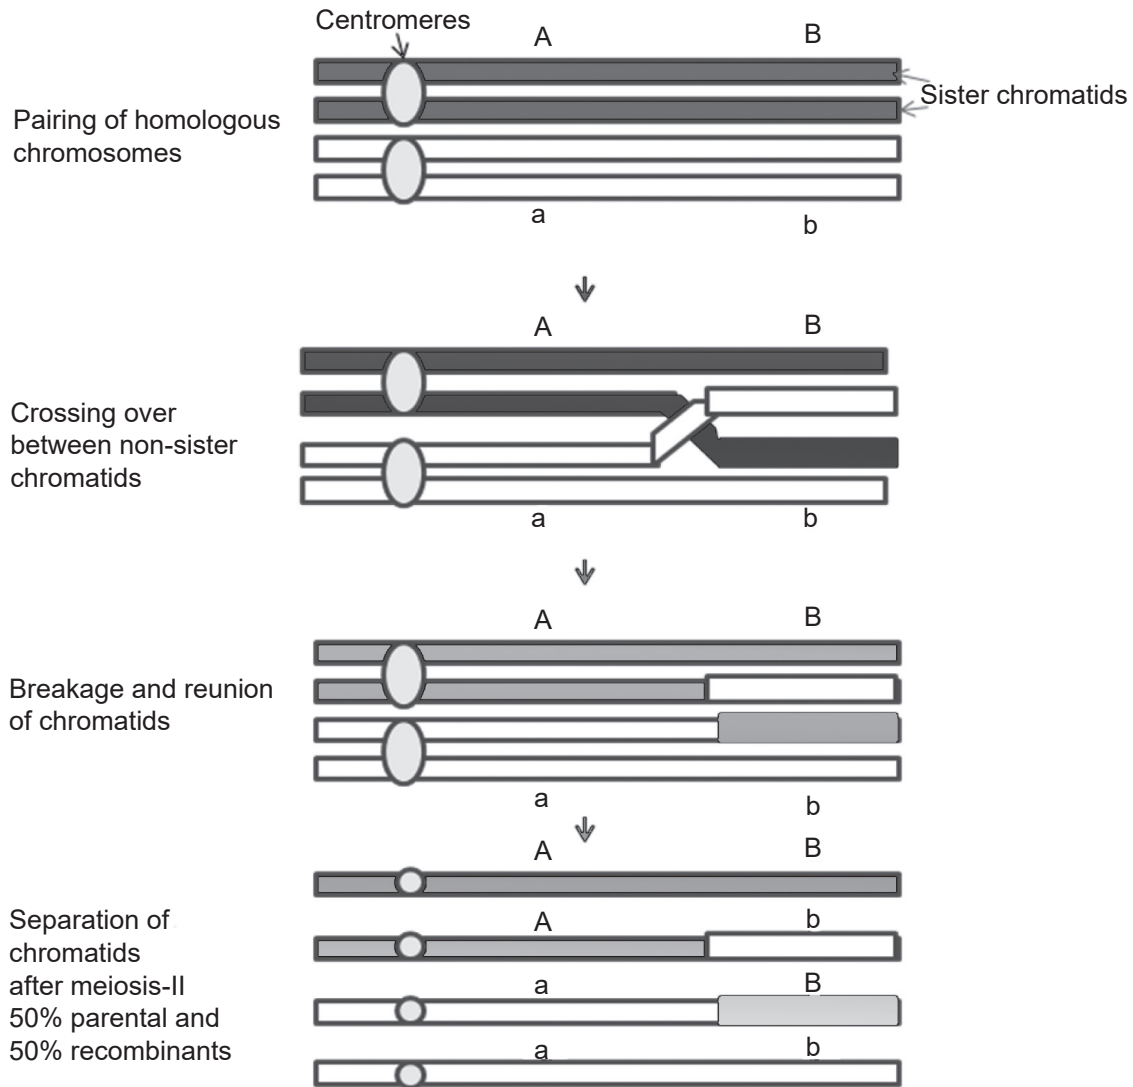 Centromeres
A B
Sister chromatids
Pairing of homologous
chromosomes
a b
A B
Crossing over
between non-sister
chromatids
a b
A B
Breakage and reunion
of chromatids
a b
A B
Separation of
chromatids
after meiosis-II
50% parental and
50% recombinants
A b
a B
a b